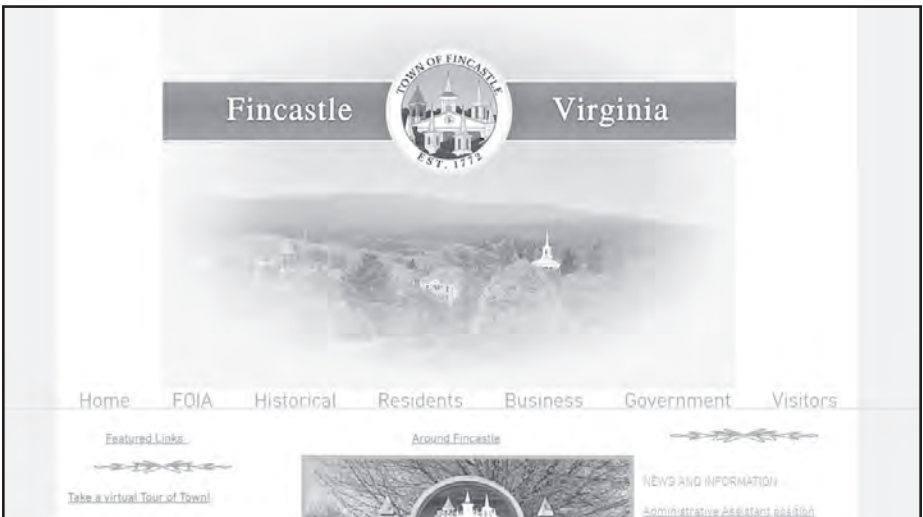 TOWN OF FINCASTLE
Fincastle Virginia
EST. 1772
Home FOIA Historical Residents Business Government Visitors
Featured Links
Take a virtual Tour of Town!
Around Fincastle
NEWS AND INFORMATION
Administrative Assistant position